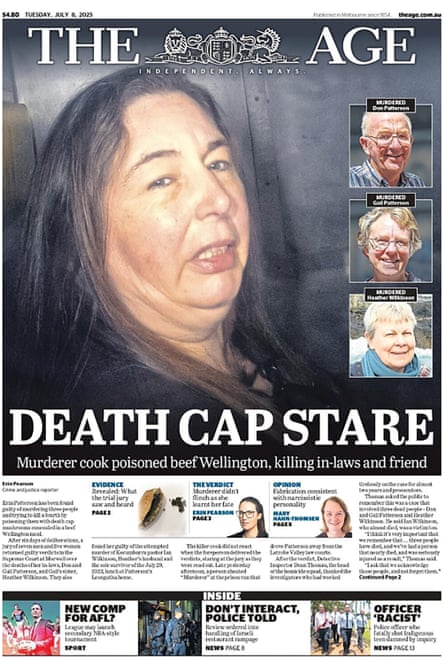 $4.80 TUESDAY, JULY 8, 2025
Published in Melbourne since 1854 theage.com.au
THE AGE
INDEPENDENT. ALWAYS.
MURDERED
Don Patterson
MURDERED
Gail Patterson
MURDERED
Heather Wilkinson
DEATH CAP STARE
Murderer cook poisoned beef Wellington, killing in-laws and friend
Erin Pearson
Crime and justice reporter
Erin Patterson has been found
guilty of murdering three people
and trying to kill a fourth by
poisoning them with death cap
mushrooms concealed in a beef
Wellington meal.
After six days of deliberations, a
jury of seven men and five women
returned guilty verdicts in the
Supreme Court at Morwell over
the deaths of her in-laws, Don and
Gail Patterson, and Gail's sister,
Heather Wilkinson. They also
EVIDENCE
Revealed: What
the trial jury
saw and heard
PAGE 2
found her guilty of the attempted
murder of Korumburra pastor Ian
Wilkinson, Heather's husband and
the sole survivor of the July 29,
2023, lunch at Patterson's
Leongatha home.
THE VERDICT
Murderer didn't
flinch as she
learnt her fate
ERIN PEARSON
PAGE 2
The killer cook did not react
when the foreperson delivered the
verdicts, staring at the jury as they
were read out. Late yesterday
afternoon, a person shouted
"Murderer" at the prison van that
OPINION
Fabrication consistent
with narcissistic
personality
MARY
HAHN-THOMSEN
PAGE 3
drove Patterson away from the
Latrobe Valley law courts.
After the verdict, Detective
Inspector Dean Thomas, the head
of the homicide squad, thanked the
investigators who had worked
tirelessly on the case for almost
two years and prosecutors.
Thomas asked the public to
remember this was a case that
involved three dead people – Don
and Gail Patterson and Heather
Wilkinson. He said Ian Wilkinson,
who almost died, was a victim too.
"I think it's very important that
we remember that ... three people
have died, and we've had a person
that nearly died, and was seriously
injured as a result," Thomas said.
"I ask that we acknowledge
those people, and not forget them."
Continued Page 2
INSIDE
NEW COMP
FOR AFL?
League may launch
secondary NBA-style
tournament
SPORT
DON'T INTERACT,
POLICE TOLD
Review ordered into
handling of Israeli
restaurant rampage
NEWS PAGE 8
OFFICER
'RACIST'
Police officer who
fatally shot Indigenous
teen damned by inquiry
NEWS PAGE 13